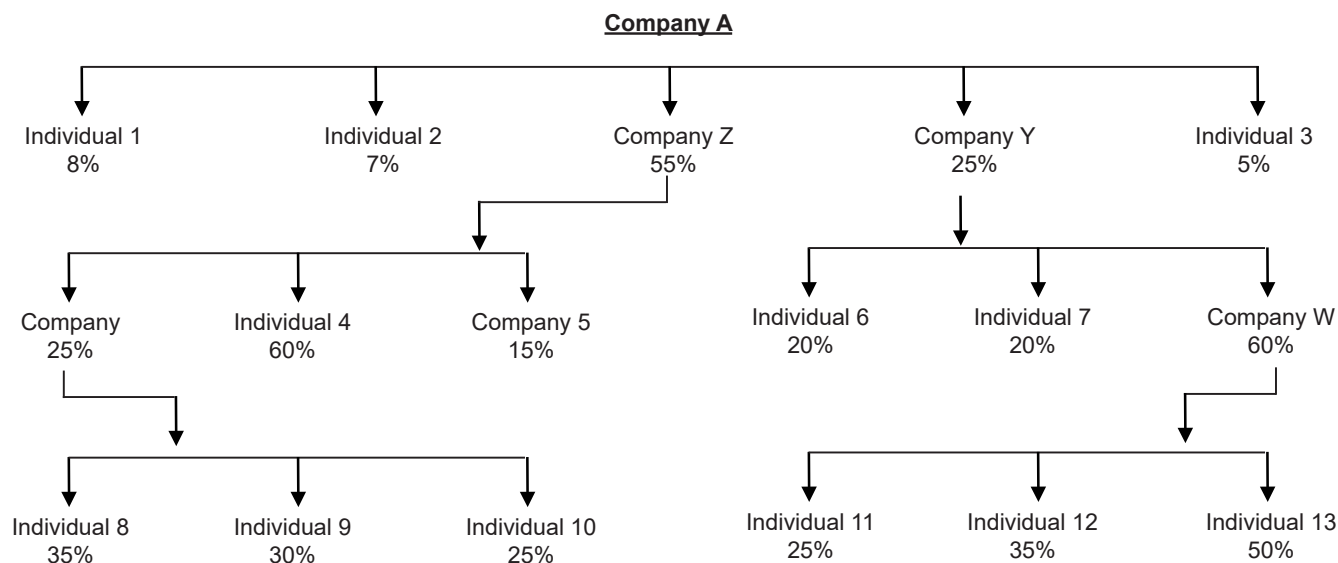 Company A
Individual 1 Individual 2 Company Z Company Y Individual 3
8% 7% 55% 25% 5%
Company Individual 4 Company 5 Individual 6 Individual 7 Company W
25% 60% 15% 20% 20% 60%
Individual 8 Individual 9 Individual 10 Individual 11 Individual 12 Individual 13
35% 30% 25% 25% 35% 50%